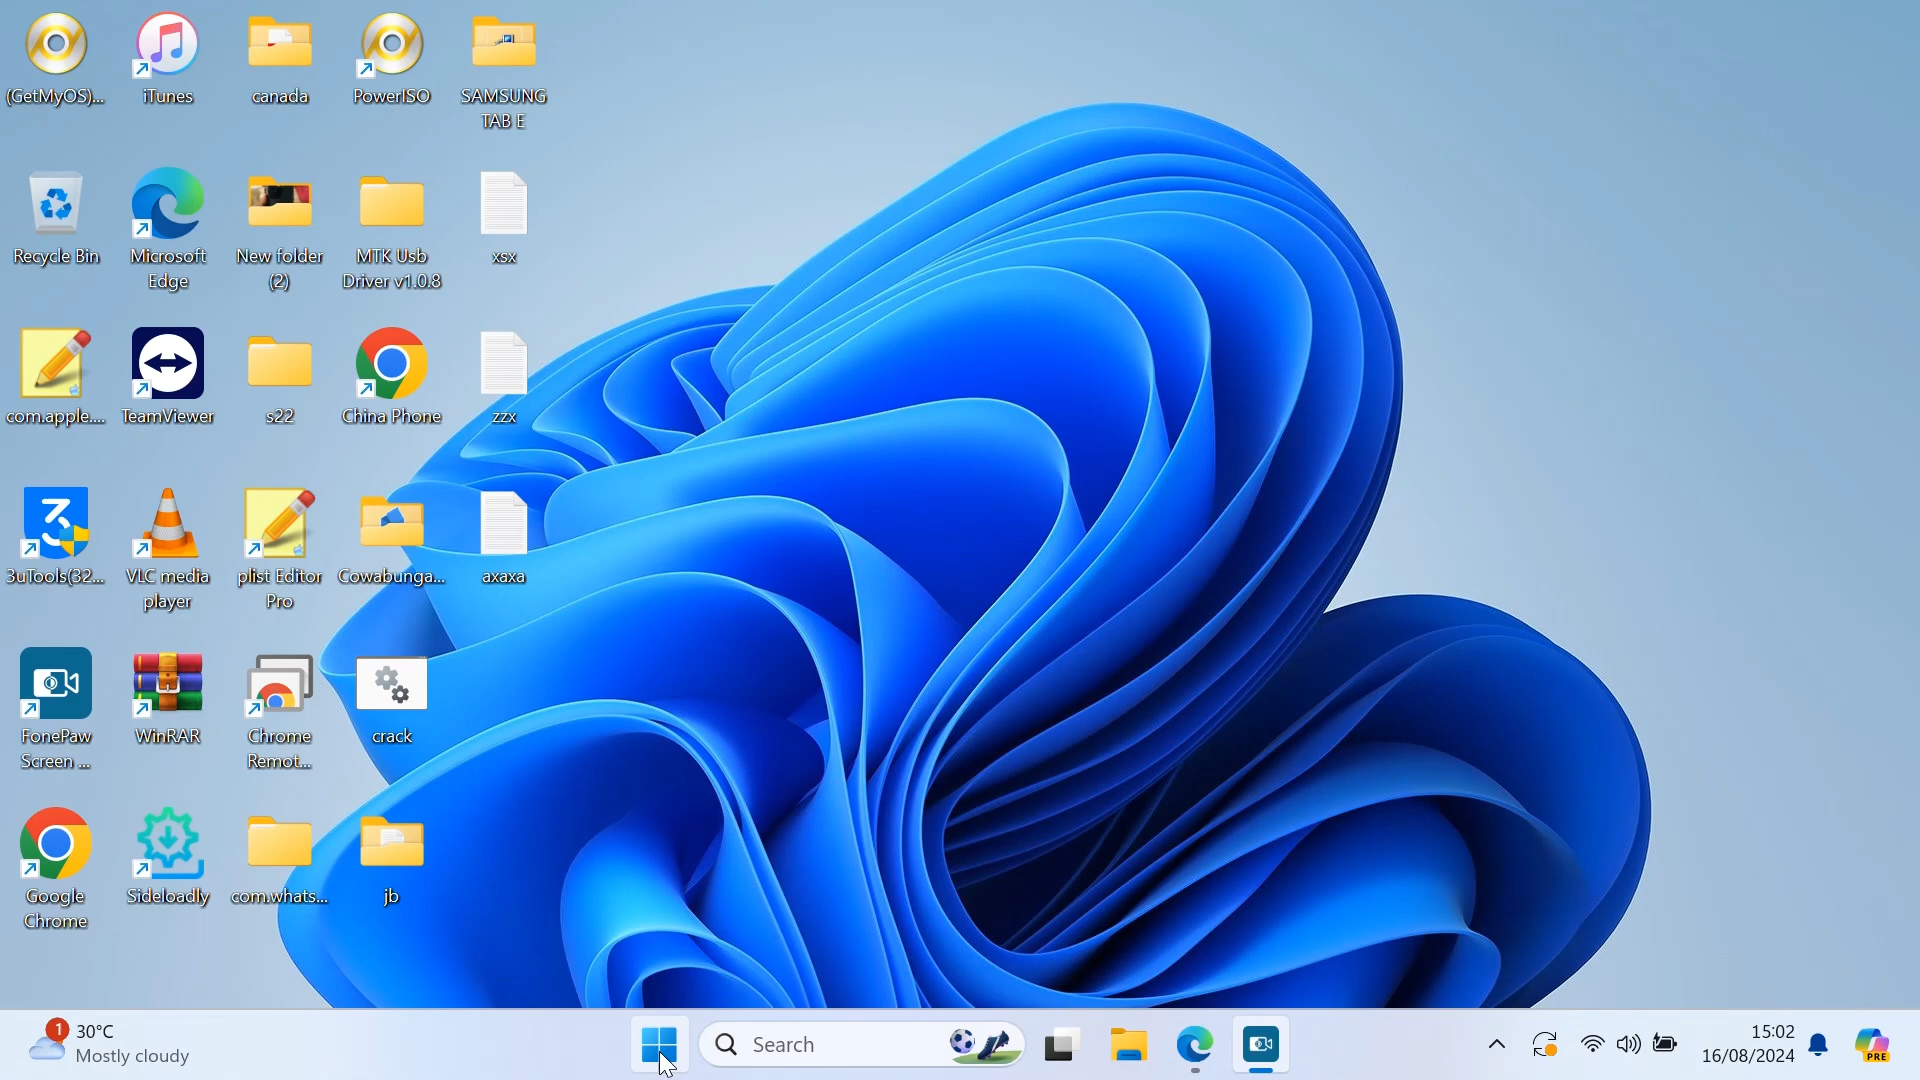 (GetMyOS)...
iTunes
canada
PowerISO
SAMSUNG
TAB E
Recycle Bin
Microsoft
Edge
New folder
(2)
MTK Usb
Driver v1.0.8
xsx
com.apple....
TeamViewer
s22
China Phone
zzx
3uTools(32...
VLC media
player
plist Editor
Pro
Cowabunga...
axaxa
FonePaw
Screen ...
WinRAR
Chrome
Remot...
crack
Google
Chrome
Sideloadly
com.whats...
jb
1
30°C
Mostly cloudy
Search
15:02
16/08/2024
PRE